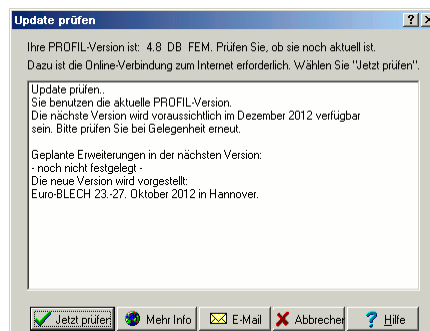 Update prüfen
Ihre PROFIL-Version ist: 4.8 DB FEM. Prüfen Sie, ob sie noch aktuell ist.
Dazu ist die Online-Verbindung zum Internet erforderlich. Wählen Sie "Jetzt prüfen".
Update prüfen..
Sie benutzen die aktuelle PROFIL-Version.
Die nächste Version wird voraussichtlich im Dezember 2012 verfügbar
sein. Bitte prüfen Sie bei Gelegenheit erneut.
Geplante Erweiterungen in der nächsten Version:
- noch nicht festgelegt -
Die neue Version wird vorgestellt:
Euro-BLECH 23.-27. Oktober 2012 in Hannover.
Jetzt prüfen Mehr Info E-Mail Abbrechen Hilfe